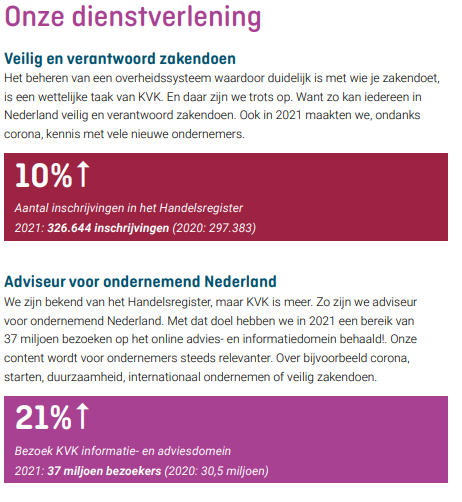 Onze dienstverlening
Veilig en verantwoord zakendoen
Het beheren van een overheidssysteem waardoor duidelijk is met wie je zakendoet,
is een wettelijke taak van KVK. En daar zijn we trots op. Want zo kan iedereen in
Nederland veilig en verantwoord zakendoen. Ook in 2021 maakten we, ondanks
corona, kennis met vele nieuwe ondernemers.
10%↑
Aantal inschrijvingen in het Handelsregister
2021: 326.644 inschrijvingen (2020: 297.383)
Adviseur voor ondernemend Nederland
We zijn bekend van het Handelsregister, maar KVK is meer. Zo zijn we adviseur
voor ondernemend Nederland. Met dat doel hebben we in 2021 een bereik van
37 miljoen bezoeken op het online advies- en informatiedomein behaald!. Onze
content wordt voor ondernemers steeds relevanter. Over bijvoorbeeld corona,
starten, duurzaamheid, internationaal ondernemen of veilig zakendoen.
21%↑
Bezoek KVK informatie- en adviesdomein
2021: 37 miljoen bezoekers (2020: 30,5 miljoen)